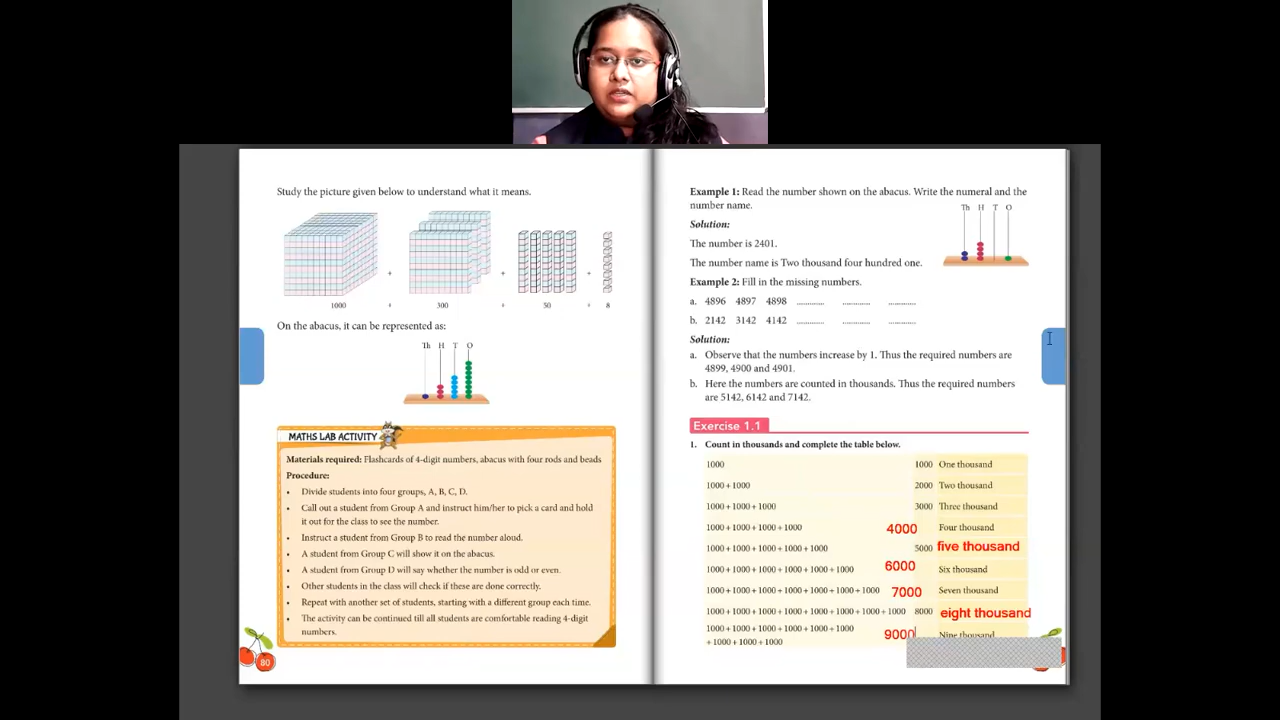 Study the picture given below to understand what it means.
1000 + 300 + 50 + 8
On the abacus, it can be represented as:
Th H T O
MATHS LAB ACTIVITY
Materials required: Flashcards of 4-digit numbers, abacus with four rods and beads
Procedure:
• Divide students into four groups, A, B, C, D.
• Call out a student from Group A and instruct him/her to pick a card and hold
it out for the class to see the number.
• Instruct a student from Group B to read the number aloud.
• A student from Group C will show it on the abacus.
• A student from Group D will say whether the number is odd or even.
• Other students in the class will check if these are done correctly.
• Repeat with another set of students, starting with a different group each time.
• The activity can be continued till all students are comfortable reading 4-digit
numbers.
80
Example 1: Read the number shown on the abacus. Write the numeral and the
number name.
Th H T O
Solution:
The number is 2401.
The number name is Two thousand four hundred one.
Example 2: Fill in the missing numbers.
a. 4896 4897 4898 .............. .............. ..............
b. 2142 3142 4142 .............. .............. ..............
Solution:
a. Observe that the numbers increase by 1. Thus the required numbers are
4899, 4900 and 4901.
b. Here the numbers are counted in thousands. Thus the required numbers
are 5142, 6142 and 7142.
Exercise 1.1
1. Count in thousands and complete the table below.
1000 1000 One thousand
1000 + 1000 2000 Two thousand
1000 + 1000 + 1000 3000 Three thousand
1000 + 1000 + 1000 + 1000 4000 Four thousand
1000 + 1000 + 1000 + 1000 + 1000 5000 five thousand
1000 + 1000 + 1000 + 1000 + 1000 + 1000 6000 Six thousand
1000 + 1000 + 1000 + 1000 + 1000 + 1000 + 1000 7000 Seven thousand
1000 + 1000 + 1000 + 1000 + 1000 + 1000 + 1000 + 1000 8000 eight thousand
1000 + 1000 + 1000 + 1000 + 1000 + 1000 9000 Nine thousand
+ 1000 + 1000 + 1000